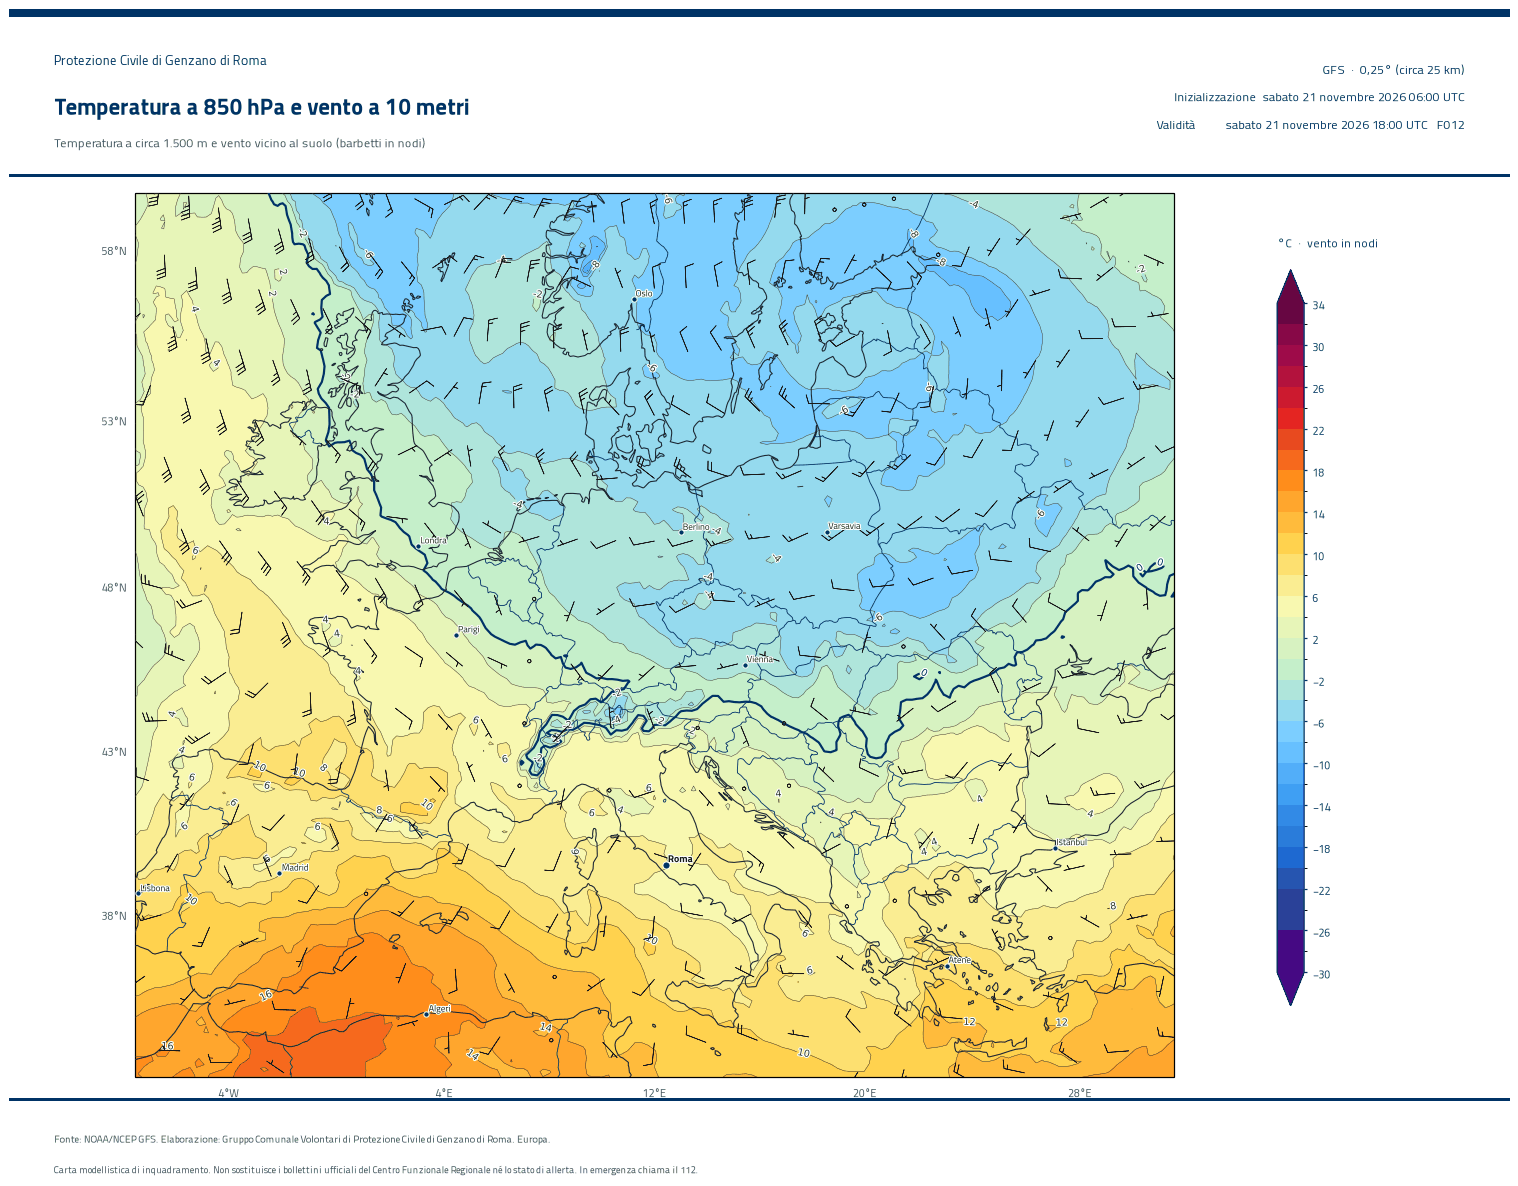 Protezione Civile di Genzano di Roma
Temperatura a 850 hPa e vento a 10 metri
Temperatura a circa 1.500 m e vento vicino al suolo (barbetti in nodi)
GFS · 0,25° (circa 25 km)
Inizializzazione sabato 21 novembre 2026 06:00 UTC
Validità sabato 21 novembre 2026 18:00 UTC F012
°C · vento in nodi
58°N
53°N
48°N
43°N
38°N
4°W
4°E
12°E
20°E
28°E
Oslo
Londra
Berlino
Varsavia
Parigi
Vienna
Roma
Istanbul
Madrid
Lisbona
Atene
Algeri
34
30
26
22
18
14
10
6
2
−2
−6
−10
−14
−18
−22
−26
−30
Fonte: NOAA/NCEP GFS. Elaborazione: Gruppo Comunale Volontari di Protezione Civile di Genzano di Roma. Europa.
Carta modellistica di inquadramento. Non sostituisce i bollettini ufficiali del Centro Funzionale Regionale né lo stato di allerta. In emergenza chiama il 112.